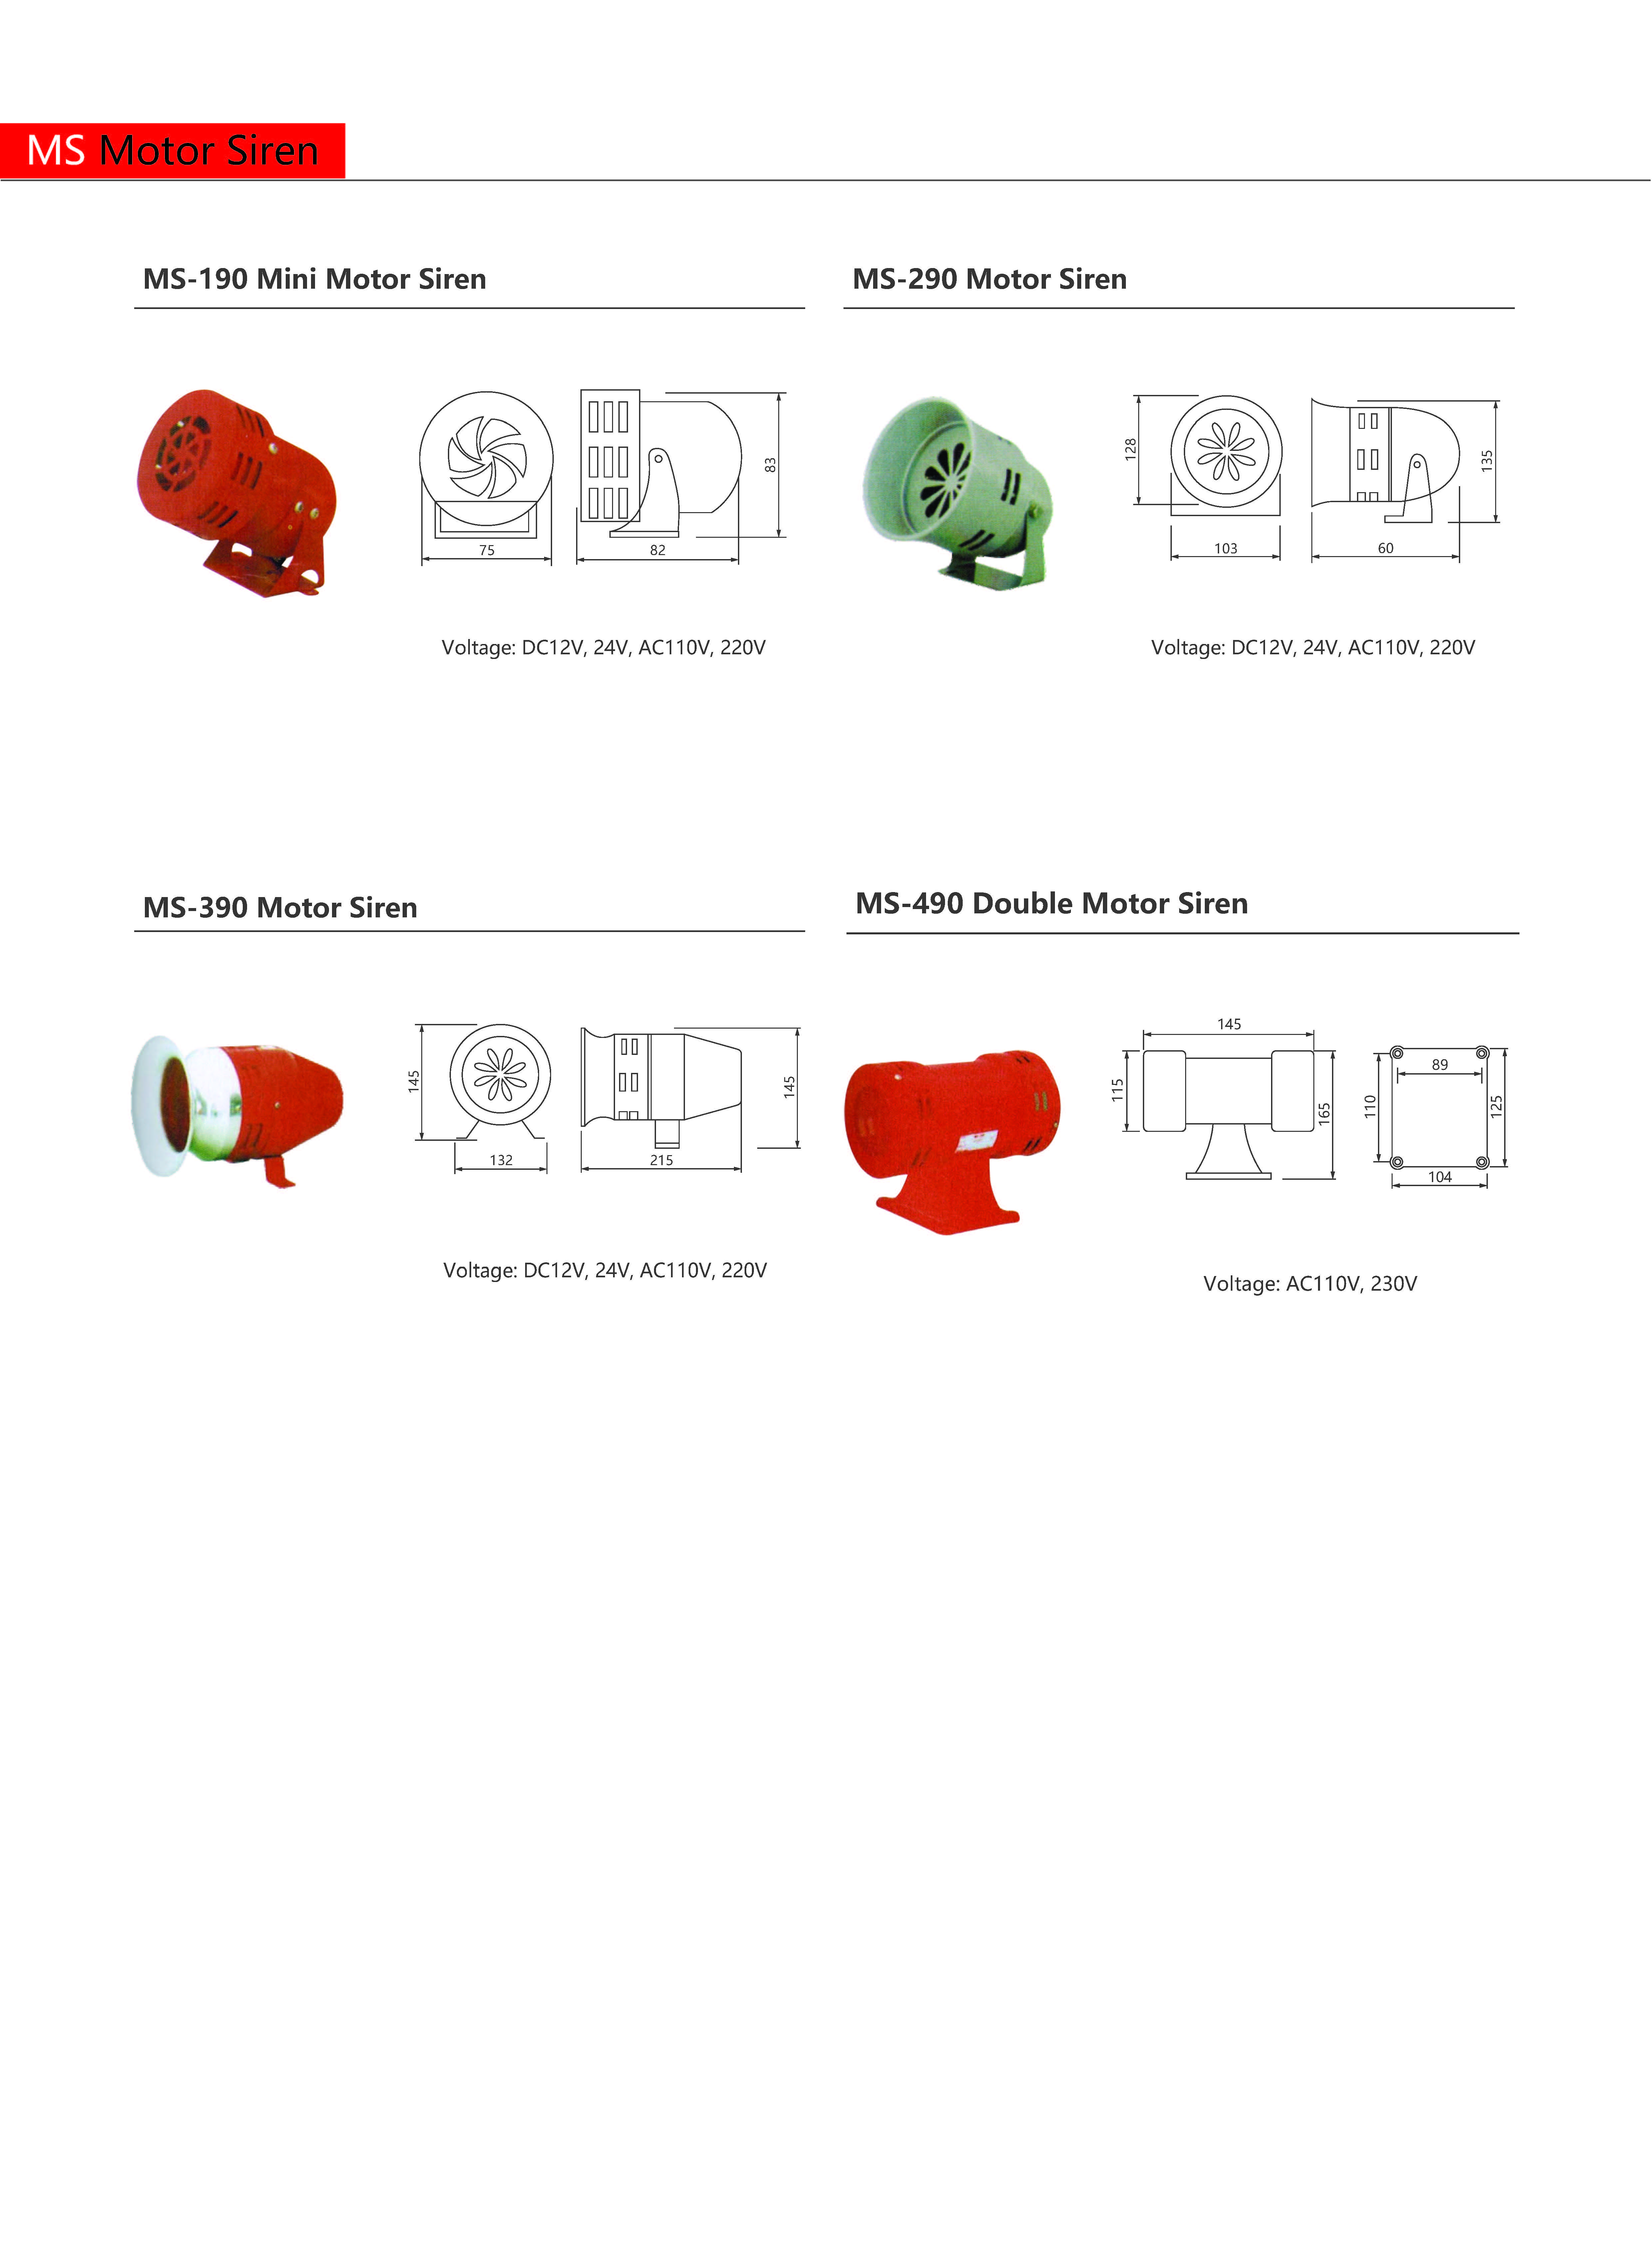 MS Motor Siren
MS-190 Mini Motor Siren
83
75
82
Voltage: DC12V, 24V, AC110V, 220V
MS-290 Motor Siren
128
135
103
60
Voltage: DC12V, 24V, AC110V, 220V
MS-390 Motor Siren
145
145
132
215
Voltage: DC12V, 24V, AC110V, 220V
MS-490 Double Motor Siren
145
115
165
89
110
125
104
Voltage: AC110V, 230V